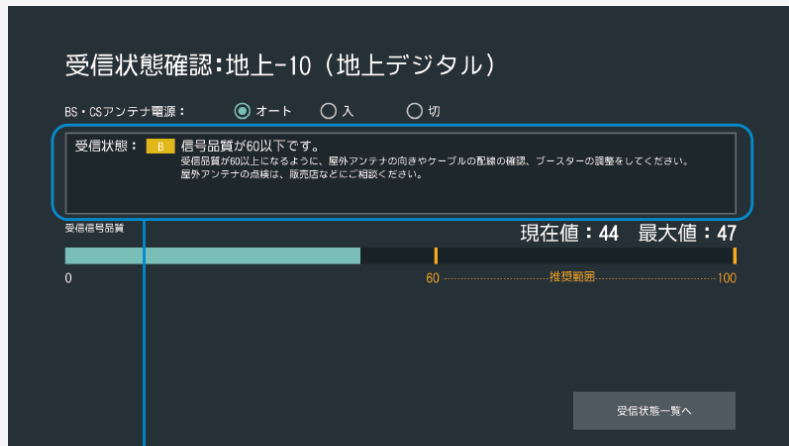 受信状態確認:地上-10（地上デジタル）
BS・CSアンテナ電源： オート 入 切
受信状態： B 信号品質が60以下です。
受信品質が60以上になるように、屋外アンテナの向きやケーブルの配線の確認、ブースターの調整をしてください。
屋外アンテナの点検は、販売店などにご相談ください。
受信信号品質 現在値：44 最大値：47
0 60 推奨範囲 100
受信状態一覧へ